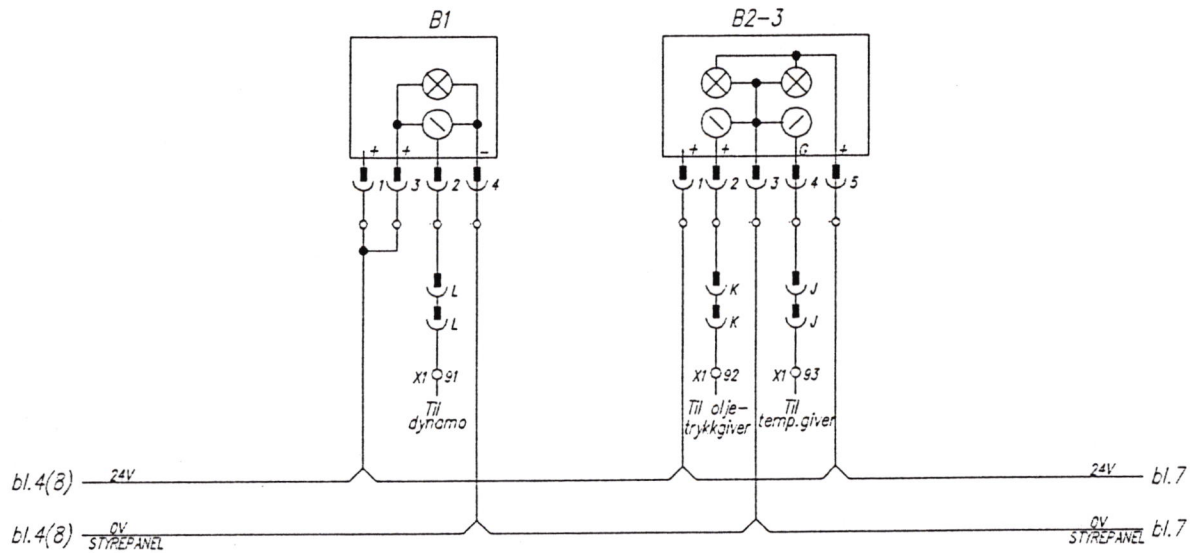 B1 B2-3
+ + - + + G +
1 3 2 4 1 2 3 4 5
L K J
L K J
X1 91 X1 92 X1 93
Til Til olje- Til
dynamo trykkgiver temp.giver
bl.4(8) 24V 24V bl.7
bl.4(8) 0V 0V bl.7
STYREPANEL STYREPANEL